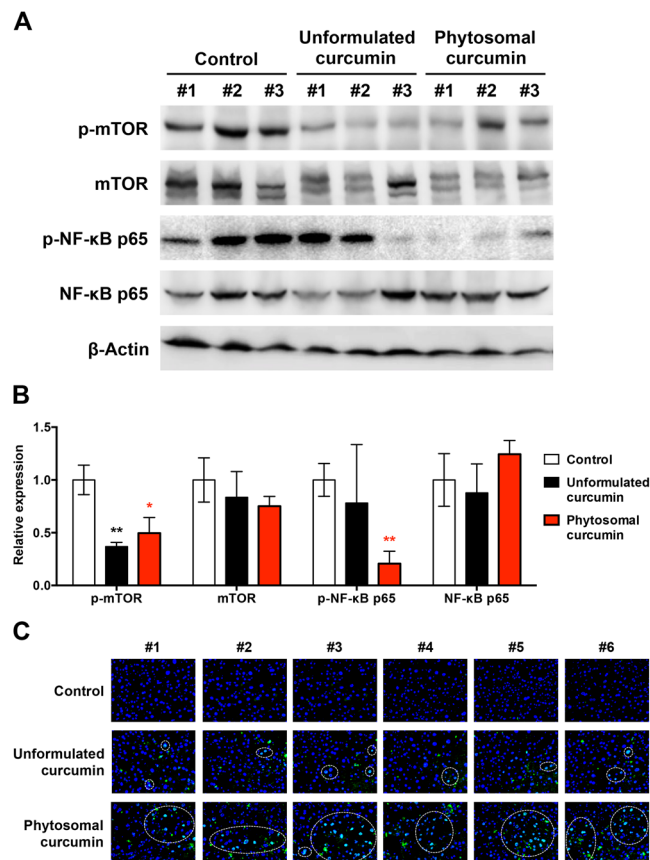 A
Control
Unformulated
curcumin
Phytosomal
curcumin
#1 #2 #3 #1 #2 #3 #1 #2 #3
p-mTOR
mTOR
p-NF-κB p65
NF-κB p65
β-Actin
B
Relative expression
1.5
1.0
0.5
0.0
** * **
p-mTOR mTOR p-NF-κB p65 NF-κB p65
Control
Unformulated
curcumin
Phytosomal
curcumin
C
#1 #2 #3 #4 #5 #6
Control
Unformulated
curcumin
Phytosomal
curcumin